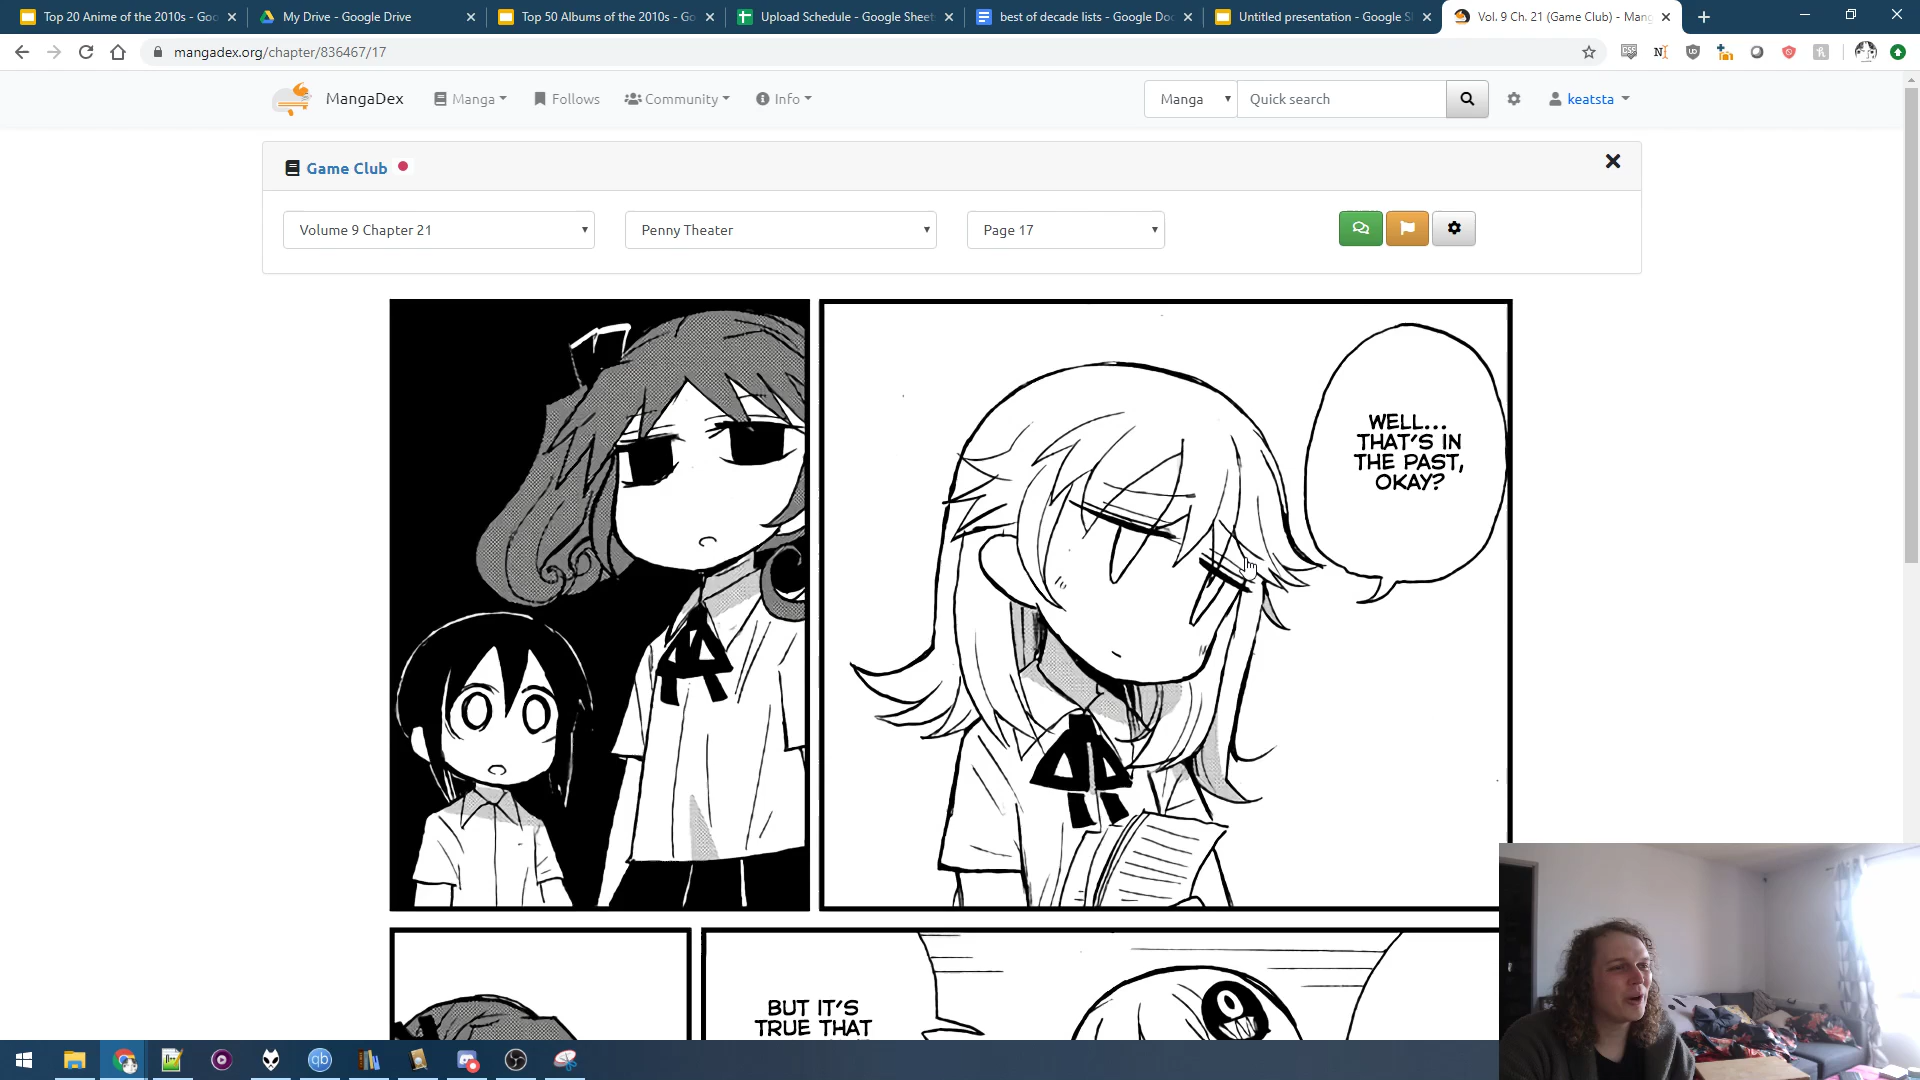 Top 20 Anime of the 2010s - Goo
My Drive - Google Drive
Top 50 Albums of the 2010s - Go
Upload Schedule - Google Sheet
best of decade lists - Google Doc
Untitled presentation - Google Sl
Vol. 9 Ch. 21 (Game Club) - Mang
mangadex.org/chapter/836467/17
MangaDex
Manga
Follows
Community
Info
Manga
Quick search
keatsta
Game Club
Volume 9 Chapter 21
Penny Theater
Page 17
WELL...
THAT'S IN
THE PAST,
OKAY?
BUT IT'S
TRUE THAT